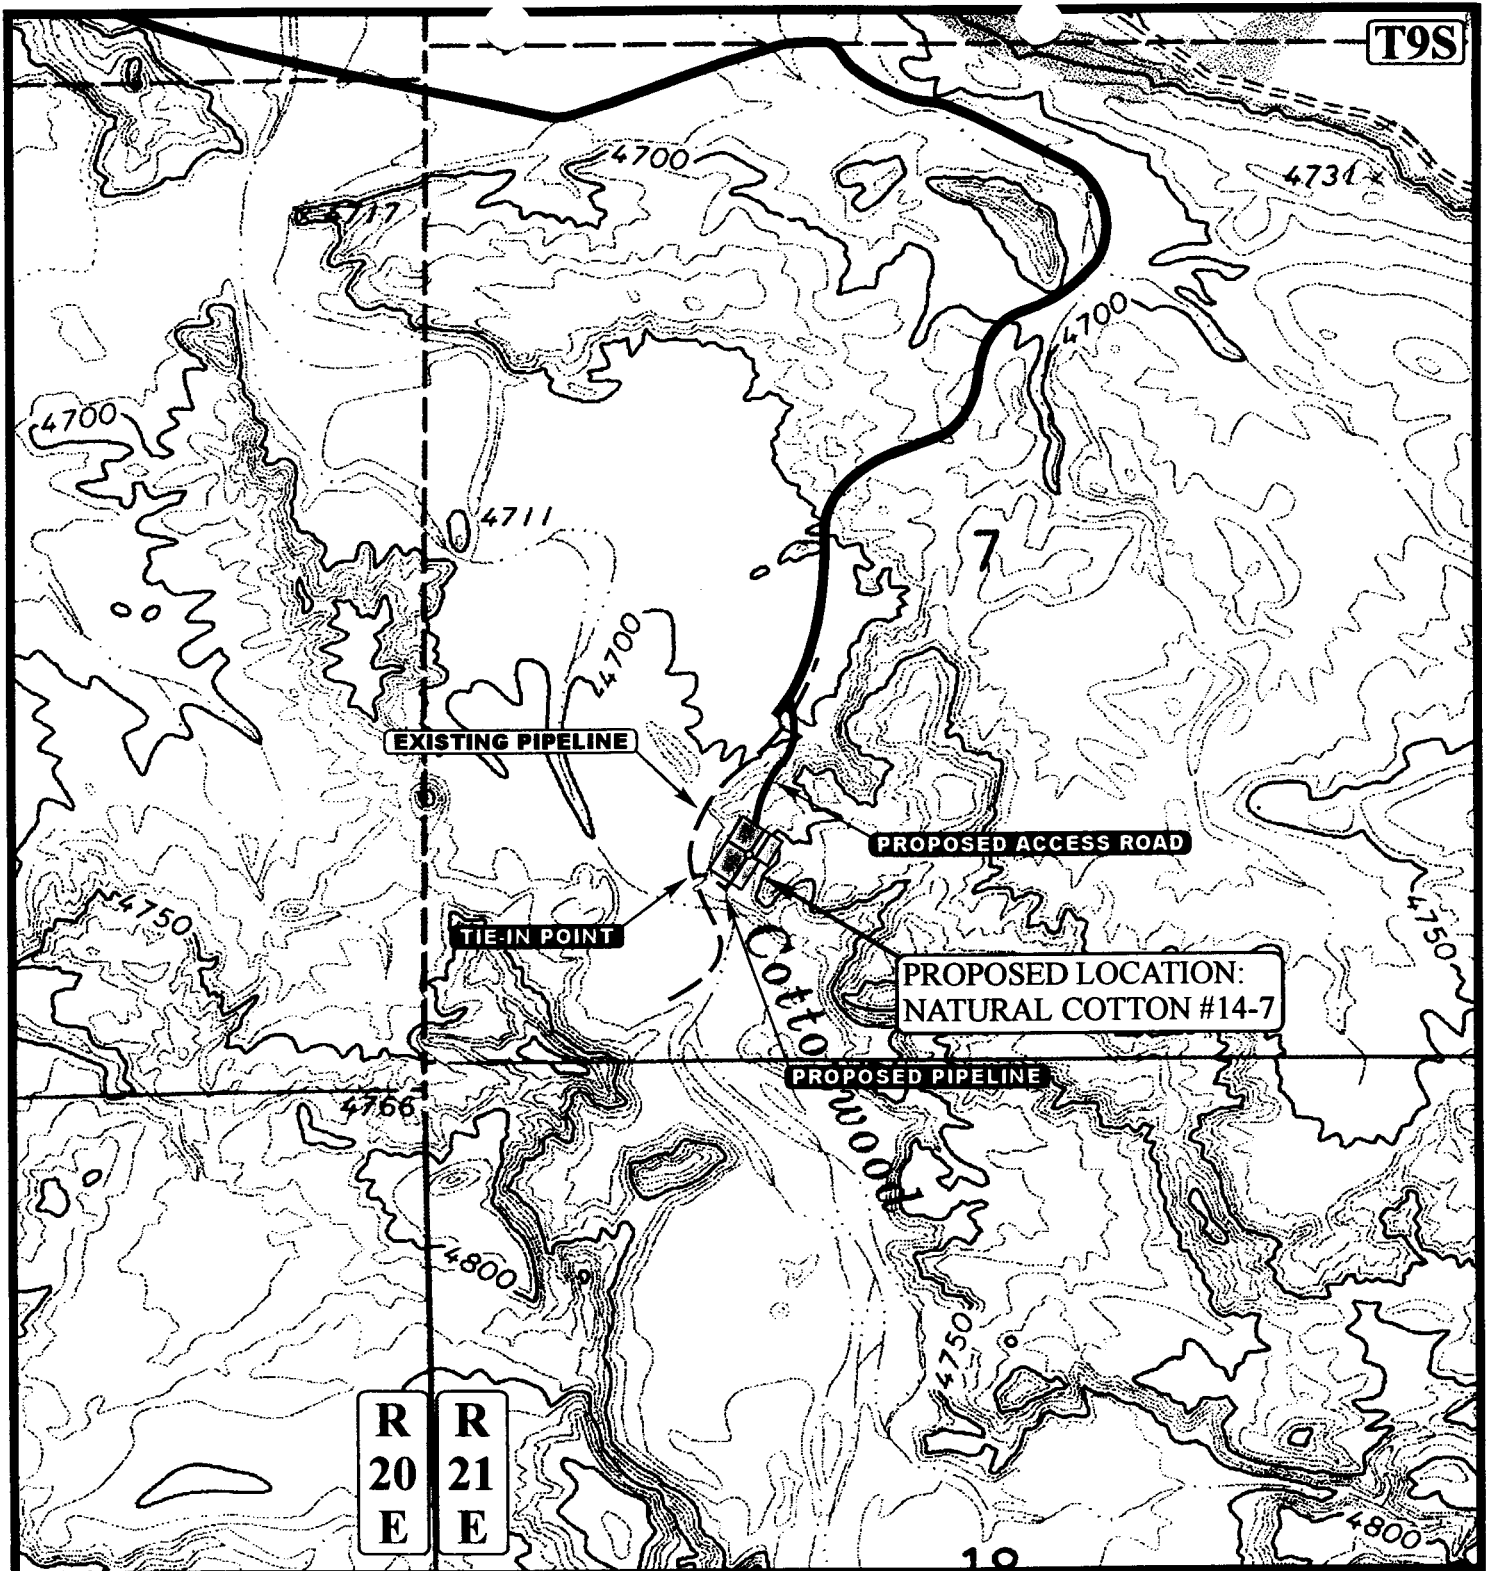 T9S
4700
4731
4717
4700
4700
4711
7
4700
EXISTING PIPELINE
PROPOSED ACCESS ROAD
4750
4750
TIE-IN POINT
Cottonwood
PROPOSED LOCATION:
NATURAL COTTON #14-7
PROPOSED PIPELINE
4766
4800
4750
R
20
E
R
21
E
4800
18